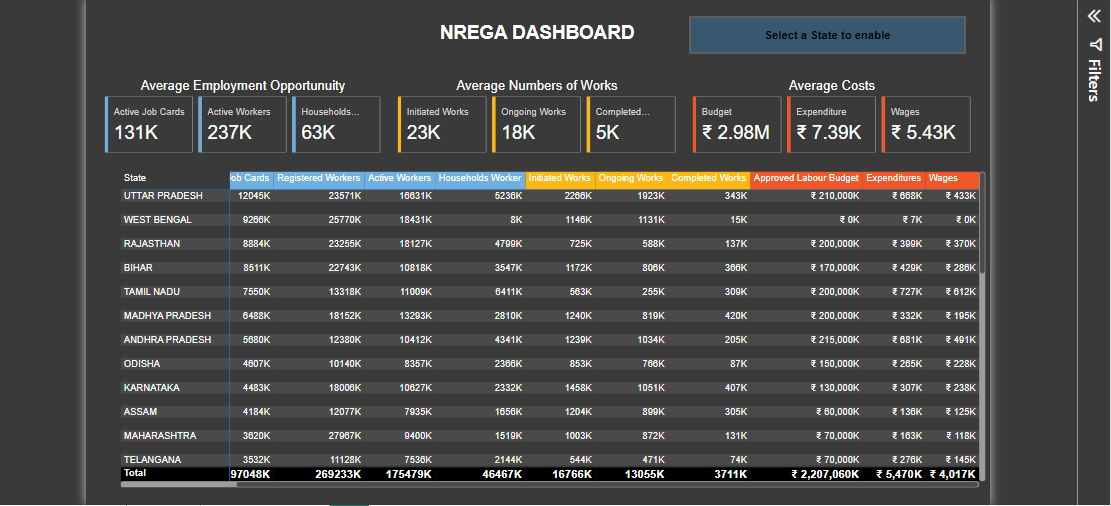 NREGA DASHBOARD
Select a State to enable
Filters
Average Employment Opportunity
Average Numbers of Works
Average Costs
Active Job Cards Active Workers Households... Initiated Works Ongoing Works Completed... Budget Expenditure Wages
131K 237K 63K 23K 18K 5K ₹ 2.98M ₹ 7.39K ₹ 5.43K
State ob Cards Registered Workers Active Workers Households Worker Initiated Works Ongoing Works Completed Works Approved Labour Budget Expenditures Wages
UTTAR PRADESH 12045K 23571K 16631K 5236K 2266K 1923K 343K ₹ 210,000K ₹ 668K ₹ 433K
WEST BENGAL 9266K 25770K 18431K 8K 1146K 1131K 15K ₹ 0K ₹ 7K ₹ 0K
RAJASTHAN 8884K 23255K 18127K 4799K 725K 588K 137K ₹ 200,000K ₹ 399K ₹ 370K
BIHAR 8511K 22743K 10818K 3547K 1172K 806K 366K ₹ 170,000K ₹ 429K ₹ 286K
TAMIL NADU 7550K 13318K 11009K 6411K 563K 255K 309K ₹ 200,000K ₹ 727K ₹ 612K
MADHYA PRADESH 6488K 18152K 13293K 2810K 1240K 819K 420K ₹ 200,000K ₹ 332K ₹ 195K
ANDHRA PRADESH 5680K 12380K 10412K 4341K 1239K 1034K 205K ₹ 215,000K ₹ 681K ₹ 491K
ODISHA 4607K 10140K 8357K 2366K 853K 766K 87K ₹ 150,000K ₹ 265K ₹ 228K
KARNATAKA 4483K 18006K 10627K 2332K 1458K 1051K 407K ₹ 130,000K ₹ 307K ₹ 238K
ASSAM 4184K 12077K 7935K 1656K 1204K 899K 305K ₹ 60,000K ₹ 136K ₹ 125K
MAHARASHTRA 3620K 27967K 9400K 1519K 1003K 872K 131K ₹ 70,000K ₹ 163K ₹ 118K
TELANGANA 3532K 11128K 7536K 2144K 544K 471K 74K ₹ 70,000K ₹ 276K ₹ 145K
Total 97048K 269233K 175479K 46467K 16766K 13055K 3711K ₹ 2,207,060K ₹ 5,470K ₹ 4,017K